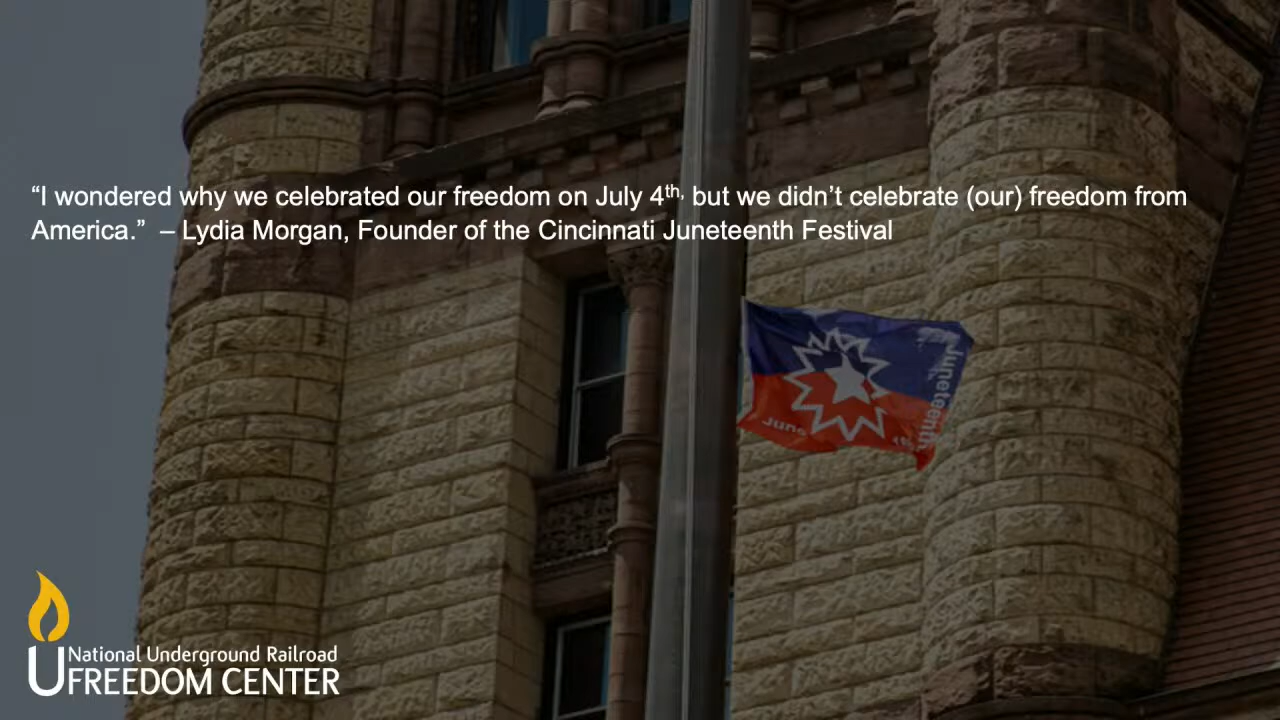 “I wondered why we celebrated our freedom on July 4th, but we didn’t celebrate (our) freedom from
America.” – Lydia Morgan, Founder of the Cincinnati Juneteenth Festival
Juneteenth
June
19
National Underground Railroad
FREEDOM CENTER